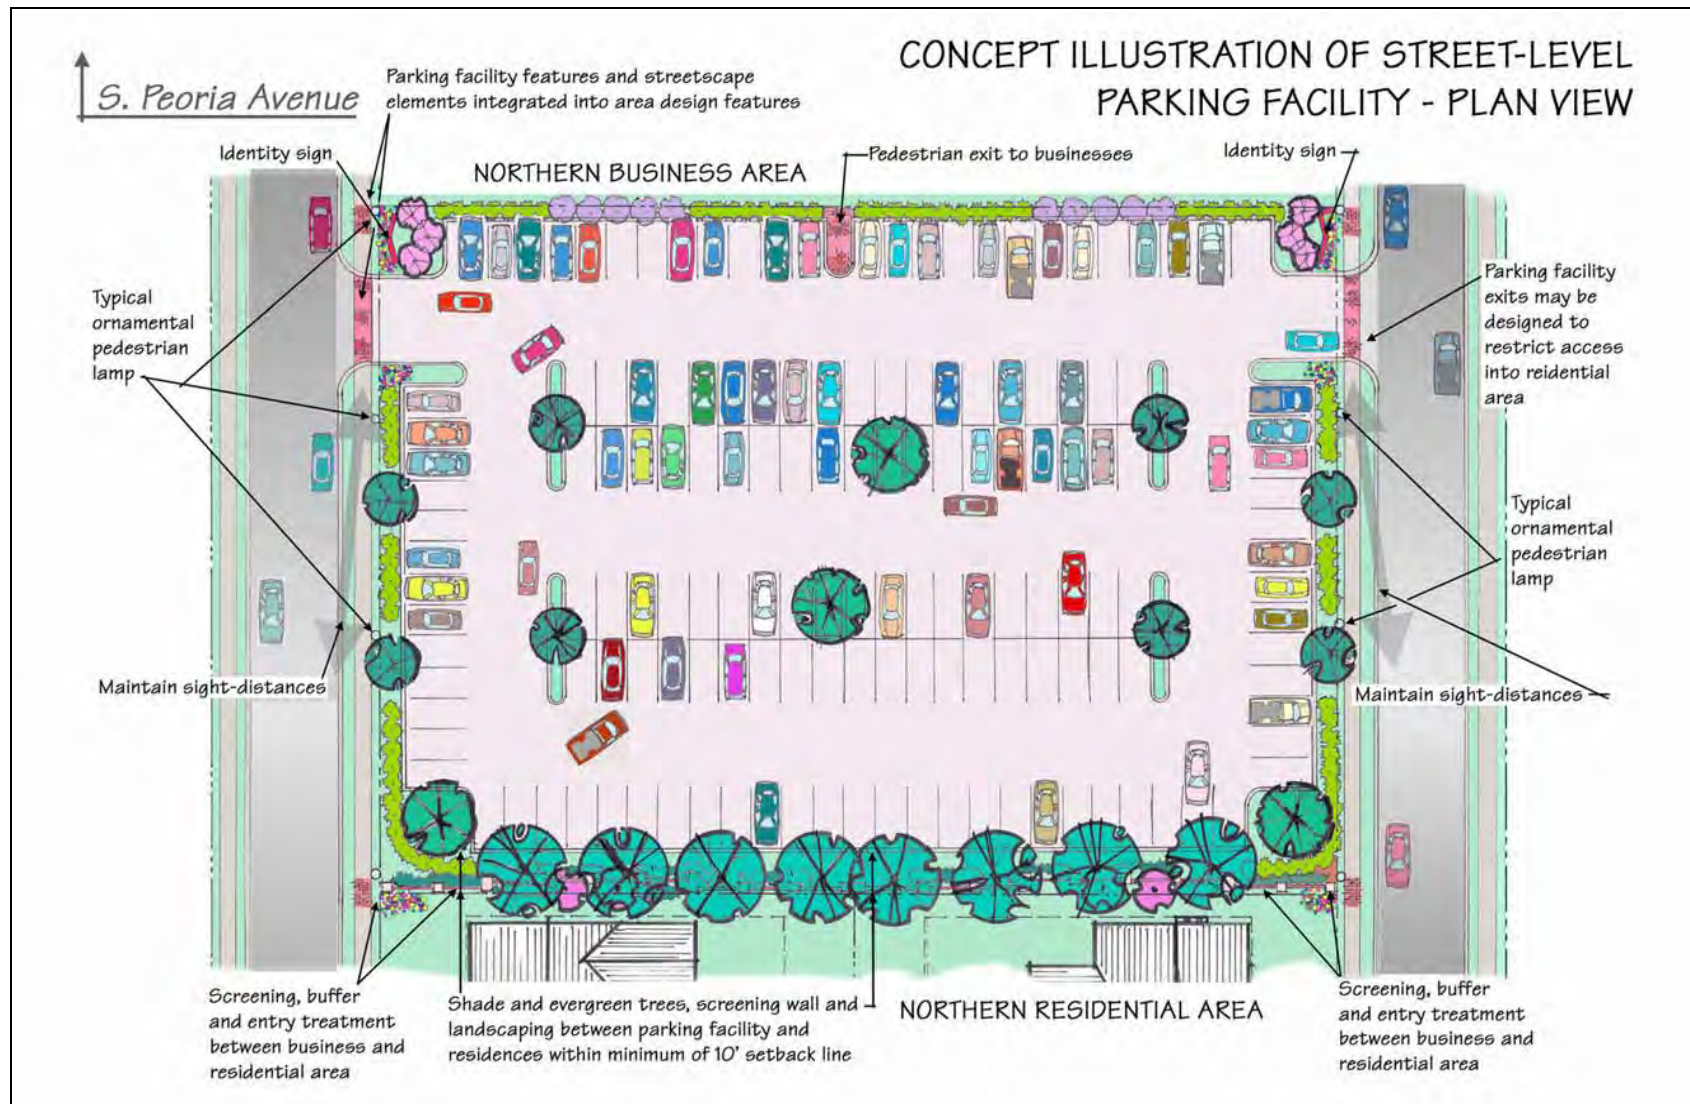 CONCEPT ILLUSTRATION OF STREET-LEVEL
PARKING FACILITY - PLAN VIEW
S. Peoria Avenue
Parking facility features and streetscape
elements integrated into area design features
Identity sign
NORTHERN BUSINESS AREA
Pedestrian exit to businesses
Identity sign
Typical
ornamental
pedestrian
lamp
Parking facility
exits may be
designed to
restrict access
into reidential
area
Typical
ornamental
pedestrian
lamp
Maintain sight-distances
Maintain sight-distances
Screening, buffer
and entry treatment
between business and
residential area
Shade and evergreen trees, screening wall and
landscaping between parking facility and
residences within minimum of 10' setback line
NORTHERN RESIDENTIAL AREA
Screening, buffer
and entry treatment
between business and
residential area